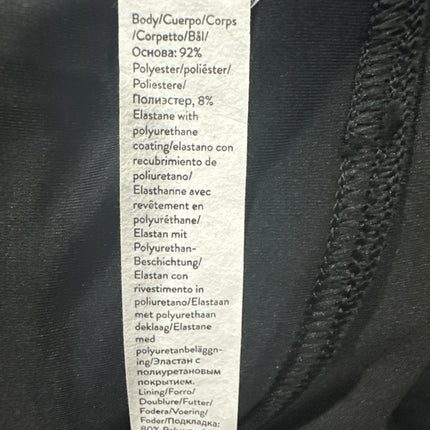 Body/Cuerpo/Corps
/Corpetto/Bål/
Основа: 92%
Polyester/poliéster/
Poliestere/
Полиэстер, 8%
Elastane with
polyurethane
coating/elastano con
recubrimiento de
poliuretano/
Elasthanne avec
revêtement en
polyuréthane/
Elastan mit
Polyurethan-
Beschichtung/
Elastan con
rivestimento in
poliuretano/Elastaan
met polyurethaan
deklaag/Elastane
med
polyuretanbeläggn-
ing/Эластан с
полиуретановым
покрытием.
Lining/Forro/
Doublure/Futter/
Fodera/Voering/
Foder/Подкладка: